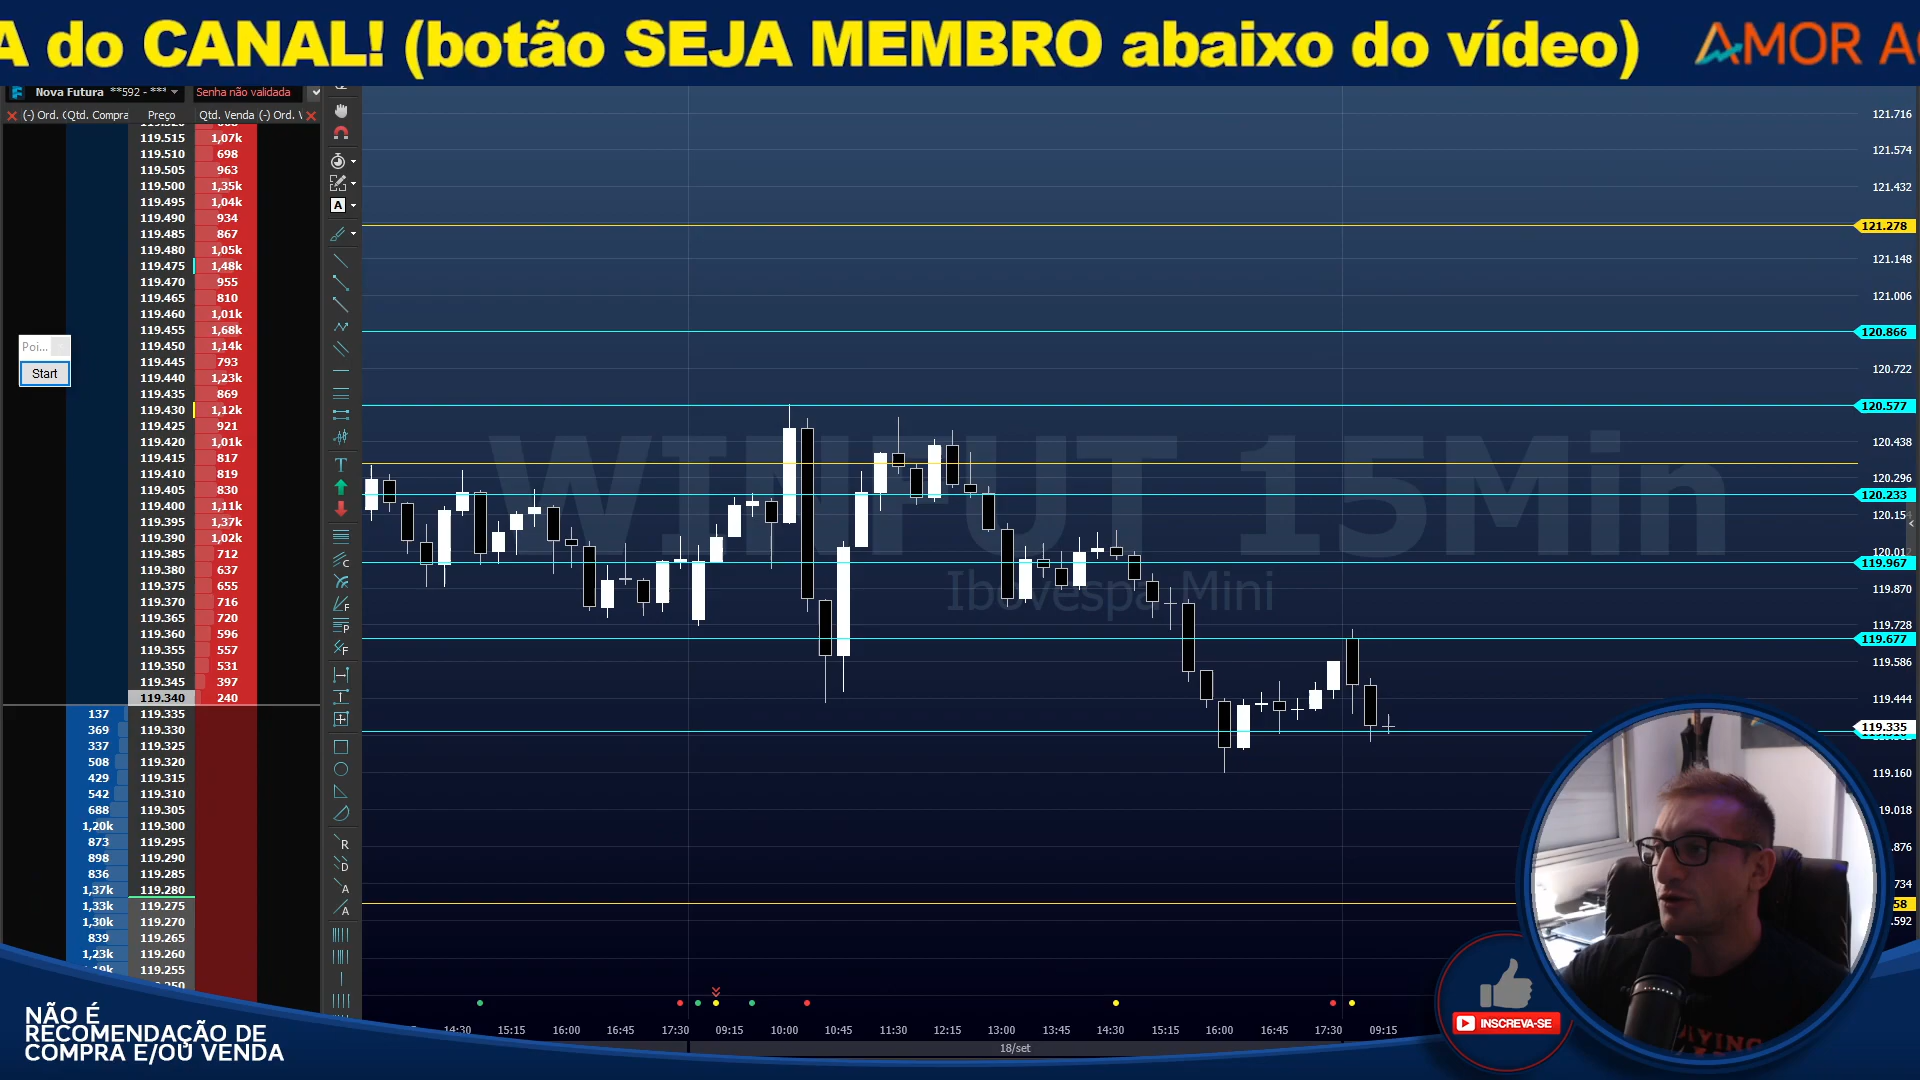 A do CANAL! (botão SEJA MEMBRO abaixo do vídeo) AMOR A
Nova Futura **592 - *** Senha não validada
(-) Ord. ( Qtd. Compra Preço Qtd. Venda (-) Ord. \
119.515 1,07k
119.510 698
119.505 963
119.500 1,35k
119.495 1,04k
119.490 934
119.485 867
119.480 1,05k
119.475 1,48k
119.470 955
119.465 810
119.460 1,01k
119.455 1,68k
119.450 1,14k
119.445 793
119.440 1,23k
119.435 869
119.430 1,12k
119.425 921
119.420 1,01k
119.415 817
119.410 819
119.405 830
119.400 1,11k
119.395 1,37k
119.390 1,02k
119.385 712
119.380 637
119.375 655
119.370 716
119.365 720
119.360 596
119.355 557
119.350 531
119.345 397
119.340 240
137 119.335
369 119.330
337 119.325
508 119.320
429 119.315
542 119.310
688 119.305
1,20k 119.300
873 119.295
898 119.290
836 119.285
1,37k 119.280
1,33k 119.275
1,30k 119.270
839 119.265
1,23k 119.260
119.255
Poi...
Start
WINFUT 15Min
Ibovespa Mini
121.716
121.574
121.432
121.278
121.148
121.006
120.866
120.722
120.577
120.438
120.296
120.233
120.154
120.012
119.967
119.870
119.728
119.677
119.586
119.444
119.335
119.160
119.018
.876
734
58
.592
14:30 15:15 16:00 16:45 17:30 09:15 10:00 10:45 11:30 12:15 13:00 13:45 14:30 15:15 16:00 16:45 17:30 09:15
18/set
NÃO É
RECOMENDAÇÃO DE
COMPRA E/OU VENDA
INSCREVA-SE